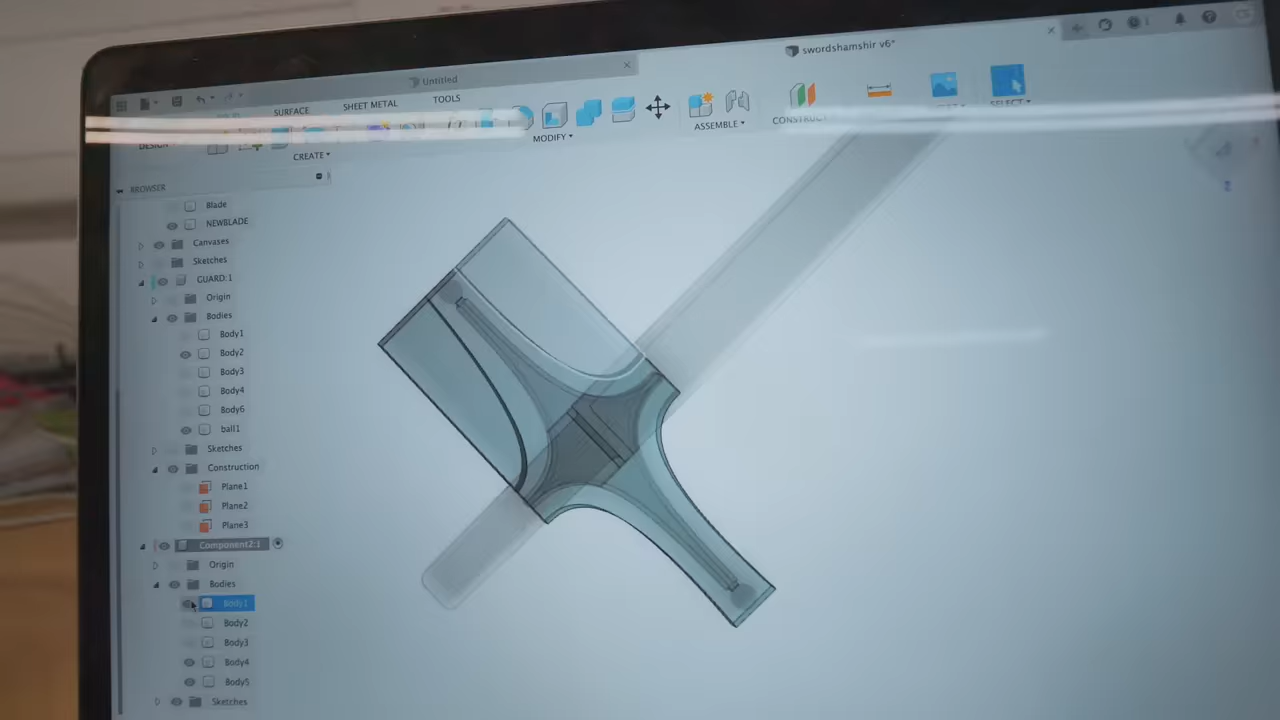 swordshamshir v6*
Untitled
SURFACE
SHEET METAL
TOOLS
CREATE
MODIFY
ASSEMBLE
BROWSER
Blade
NEWBLADE
Canvases
Sketches
GUARD:1
Origin
Bodies
Body1
Body2
Body3
Body4
Body6
ball1
Sketches
Construction
Plane1
Plane2
Plane3
Component2:1
Origin
Bodies
Body1
Body2
Body3
Body4
Body5
Sketches